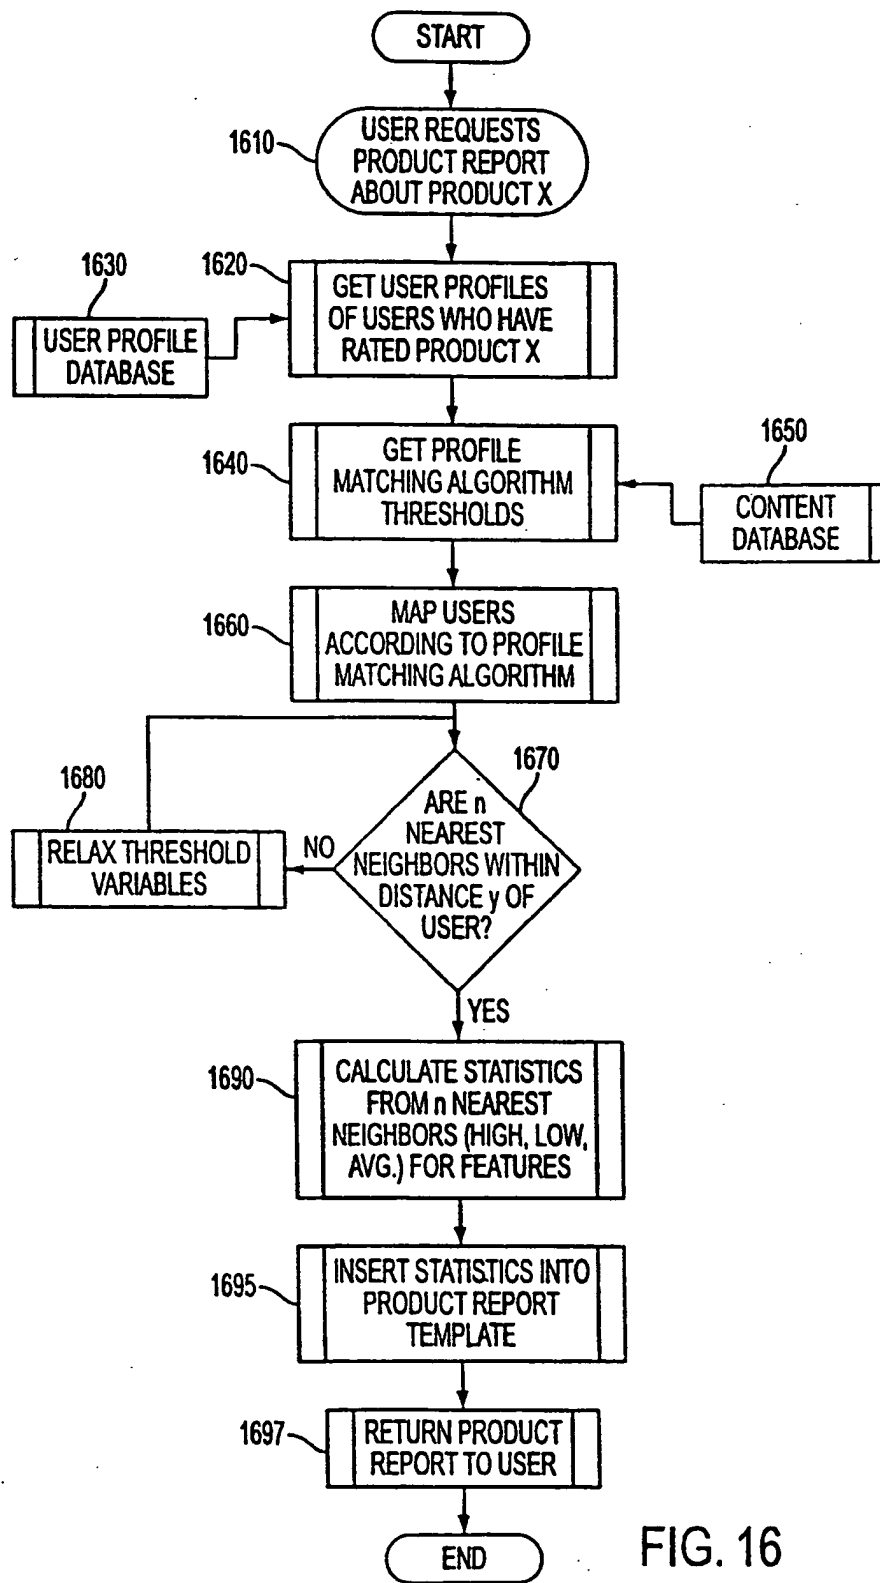 START
1610
USER REQUESTS
PRODUCT REPORT
ABOUT PRODUCT X
1630
USER PROFILE
DATABASE
1620
GET USER PROFILES
OF USERS WHO HAVE
RATED PRODUCT X
1640
GET PROFILE
MATCHING ALGORITHM
THRESHOLDS
1650
CONTENT
DATABASE
1660
MAP USERS
ACCORDING TO PROFILE
MATCHING ALGORITHM
1670
ARE n
NEAREST
NEIGHBORS WITHIN
DISTANCE y OF
USER?
NO
1680
RELAX THRESHOLD
VARIABLES
YES
1690
CALCULATE STATISTICS
FROM n NEAREST
NEIGHBORS (HIGH, LOW,
AVG.) FOR FEATURES
1695
INSERT STATISTICS INTO
PRODUCT REPORT
TEMPLATE
1697
RETURN PRODUCT
REPORT TO USER
END
FIG. 16